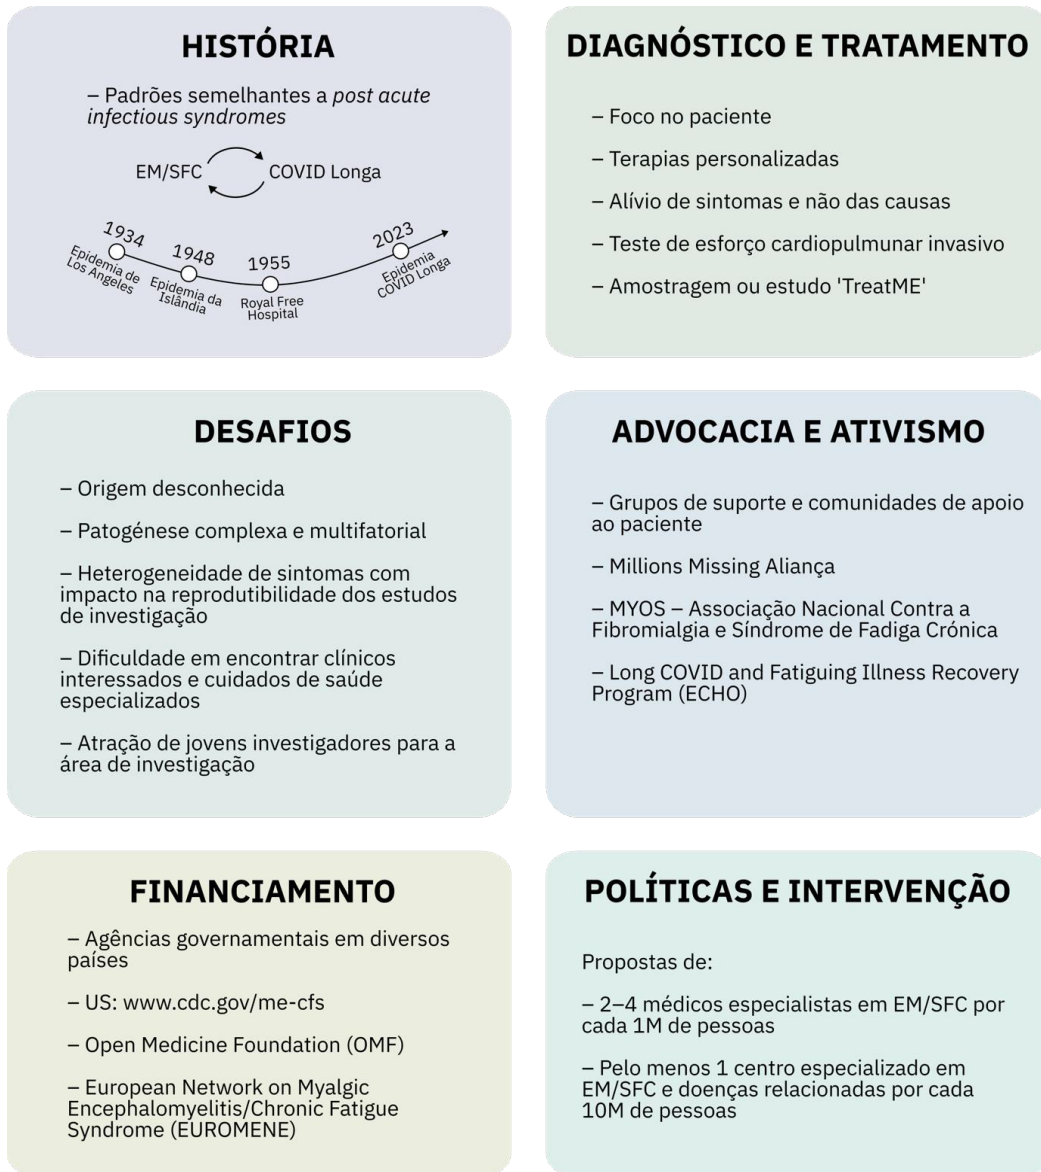 HISTÓRIA
– Padrões semelhantes a post acute
infectious syndromes
EM/SFC
COVID Longa
1934
Epidemia de
Los Angeles
1948
Epidemia da
Islândia
1955
Royal Free
Hospital
2023
Epidemia
COVID Longa
DIAGNÓSTICO E TRATAMENTO
– Foco no paciente
– Terapias personalizadas
– Alívio de sintomas e não das causas
– Teste de esforço cardiopulmunar invasivo
– Amostragem ou estudo 'TreatME'
DESAFIOS
– Origem desconhecida
– Patogénese complexa e multifatorial
– Heterogeneidade de sintomas com
impacto na reprodutibilidade dos estudos
de investigação
– Dificuldade em encontrar clínicos
interessados e cuidados de saúde
especializados
– Atração de jovens investigadores para a
área de investigação
ADVOCACIA E ATIVISMO
– Grupos de suporte e comunidades de apoio
ao paciente
– Millions Missing Aliança
– MYOS – Associação Nacional Contra a
Fibromialgia e Síndrome de Fadiga Crónica
– Long COVID and Fatiguing Illness Recovery
Program (ECHO)
FINANCIAMENTO
– Agências governamentais em diversos
países
– US: www.cdc.gov/me-cfs
– Open Medicine Foundation (OMF)
– European Network on Myalgic
Encephalomyelitis/Chronic Fatigue
Syndrome (EUROMENE)
POLÍTICAS E INTERVENÇÃO
Propostas de:
– 2–4 médicos especialistas em EM/SFC por
cada 1M de pessoas
– Pelo menos 1 centro especializado em
EM/SFC e doenças relacionadas por cada
10M de pessoas